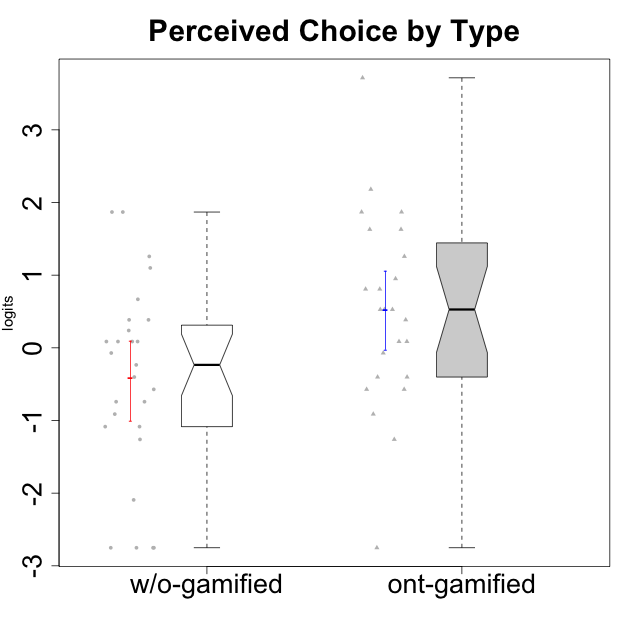 Perceived Choice by Type
logits
3
2
1
0
-1
-2
-3
w/o-gamified
ont-gamified